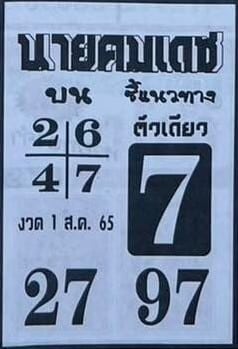 นายคมเดช
บน ชี้แนวทาง
ตัวเดียว
2 6
4 7
7
งวด 1 ส.ค. 65
27 97